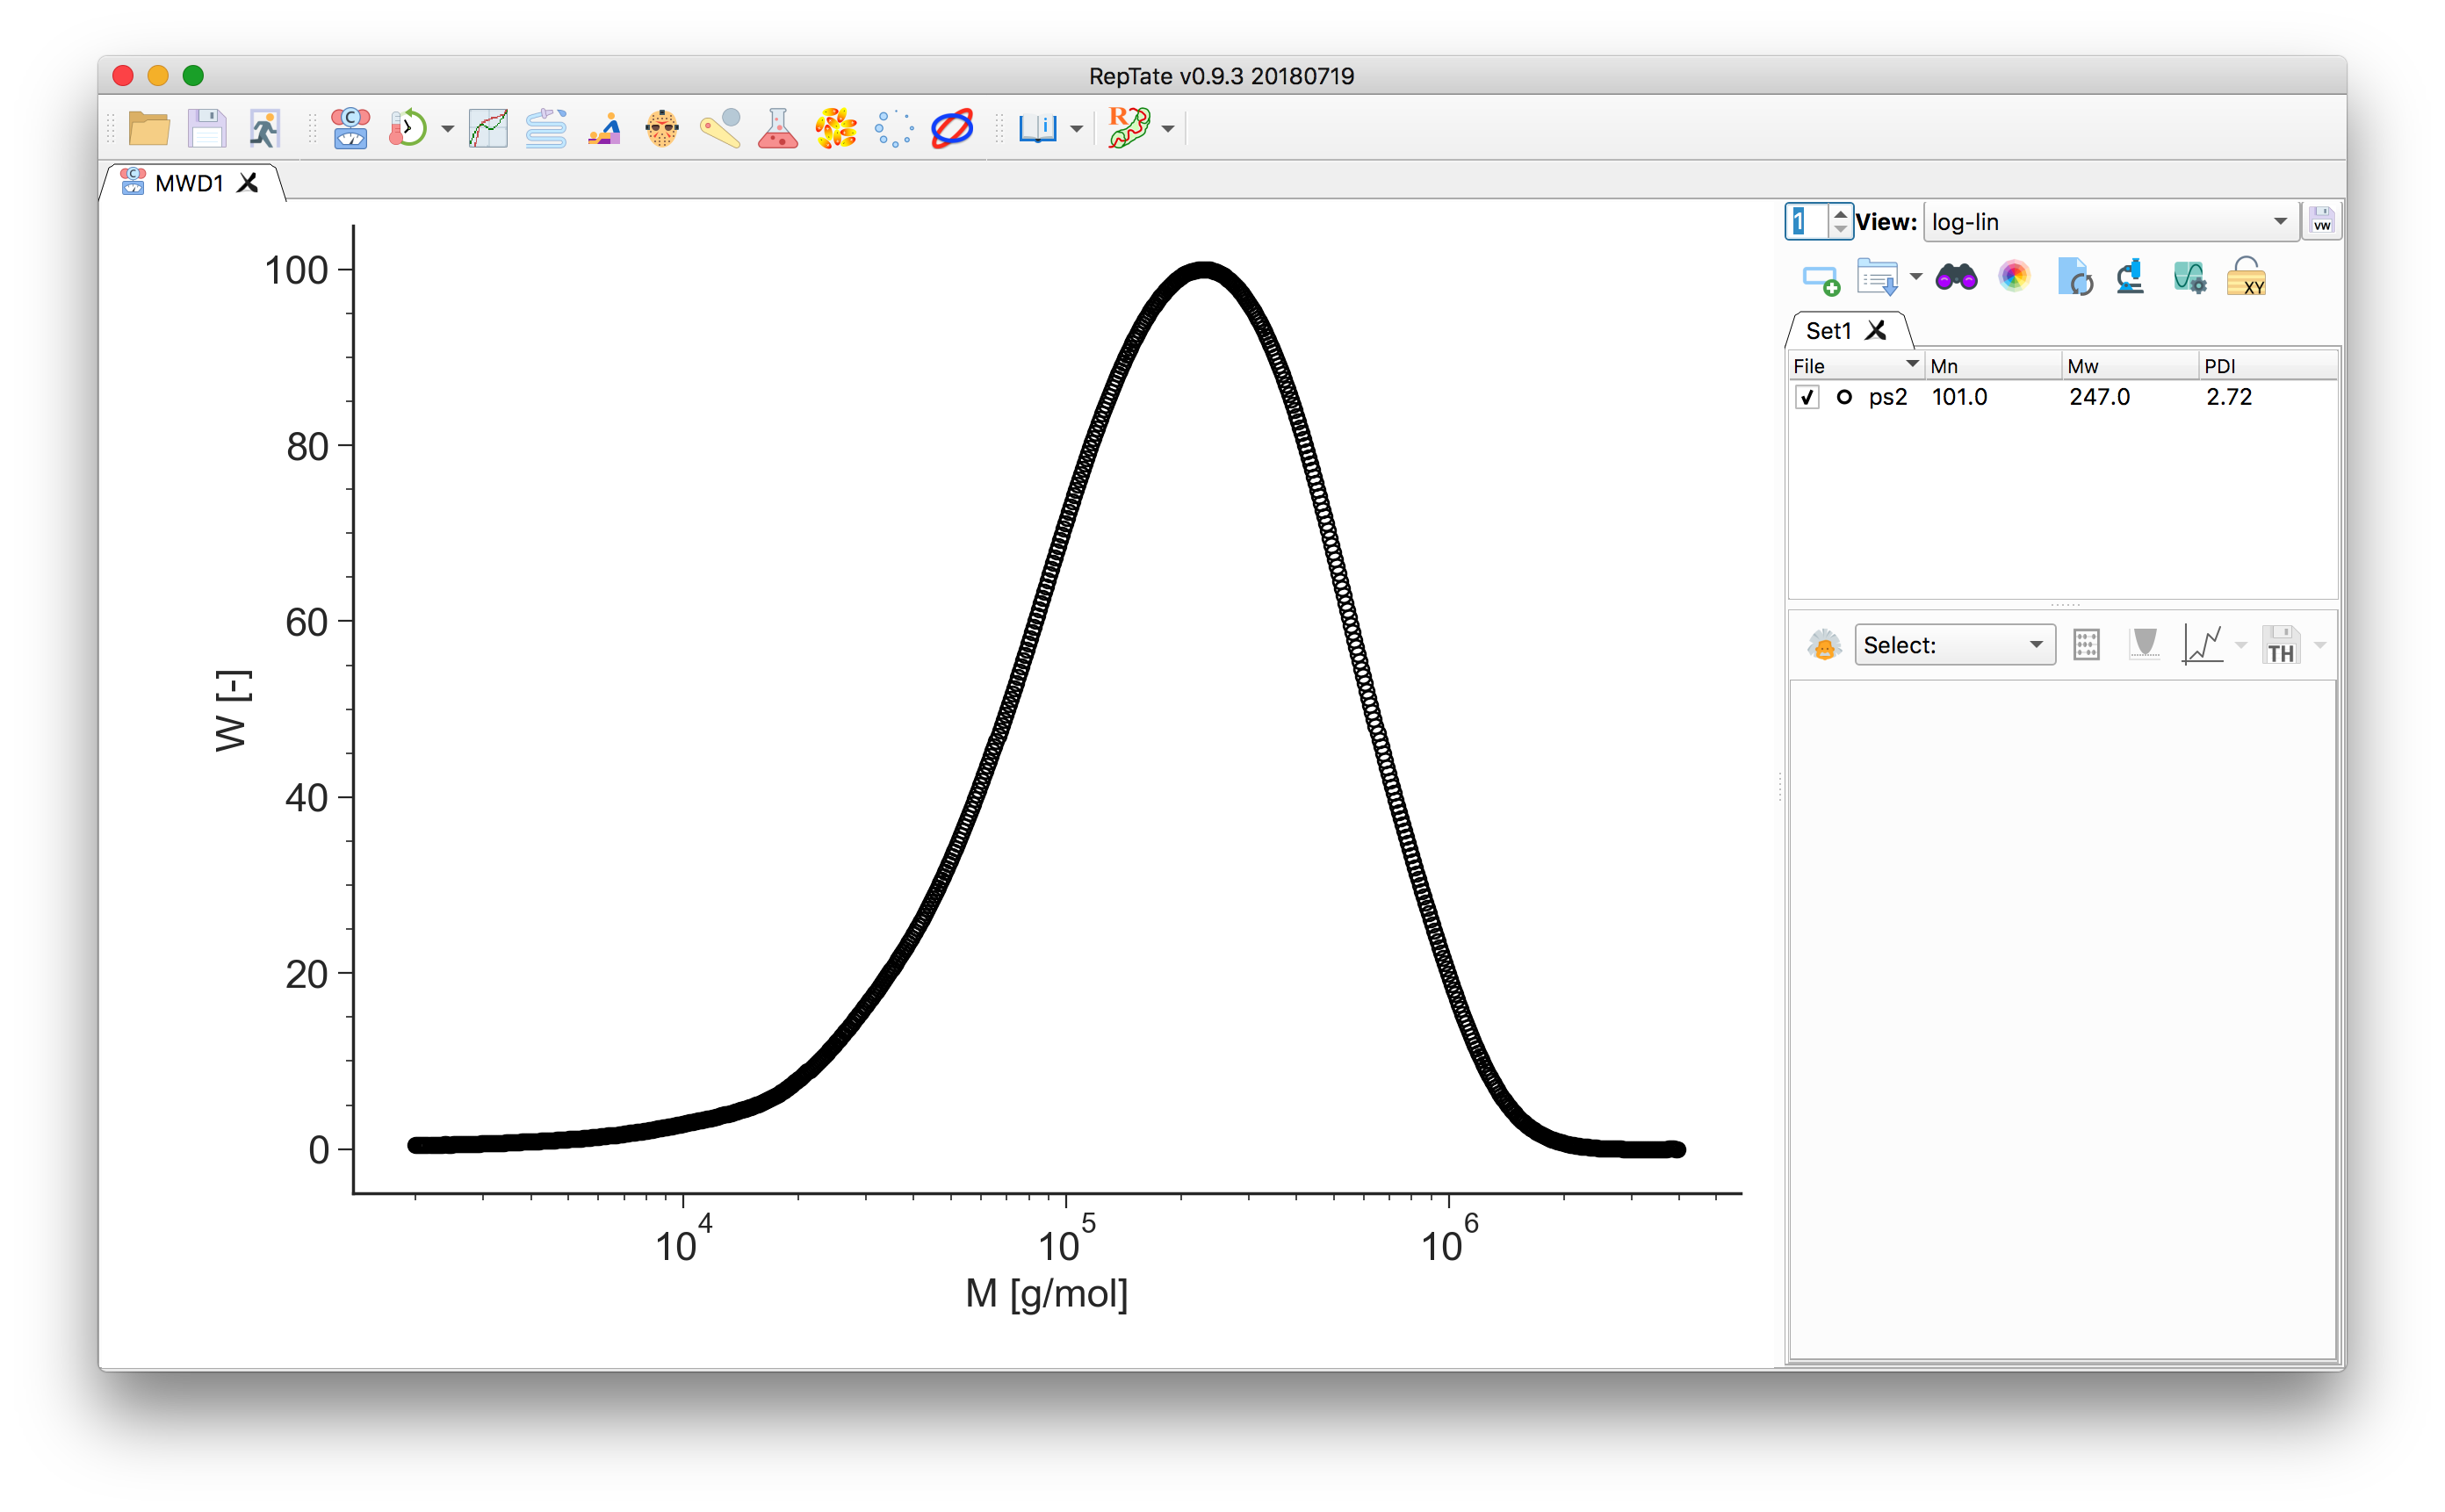 RepTate v0.9.3 20180719
C
i
R
C
MWD1
1
View:
log-lin
VW
XY
Set1
File
Mn
Mw
PDI
ps2
101.0
247.0
2.72
Select:
TH
100
80
60
40
20
0
W [-]
10^4
10^5
10^6
M [g/mol]